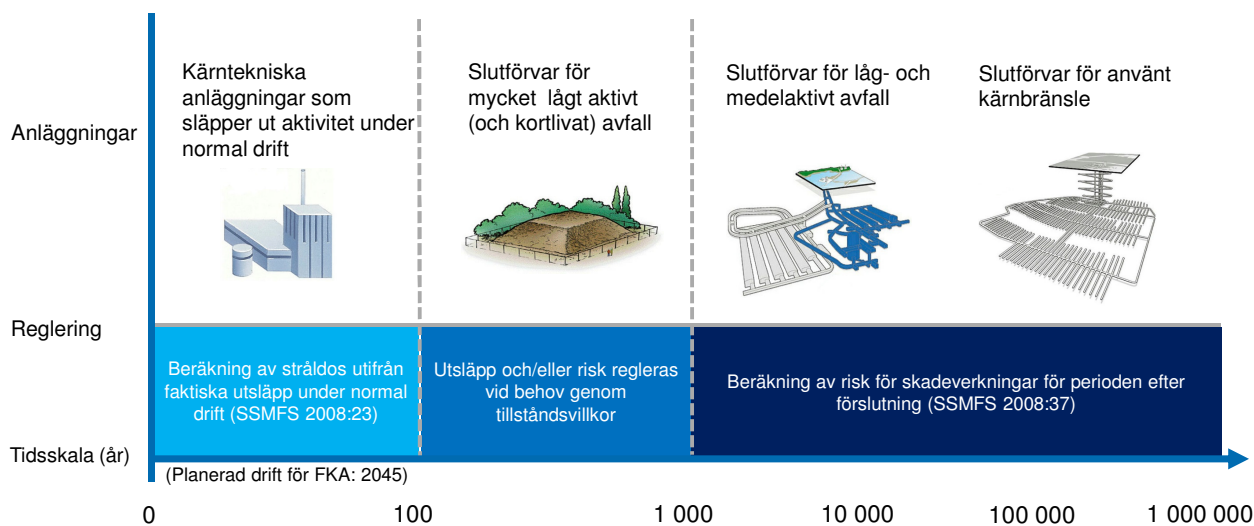 Anläggningar
Kärntekniska
anläggningar som
släpper ut aktivitet under
normal drift
Slutförvar för
mycket lågt aktivt
(och kortlivat) avfall
Slutförvar för låg- och
medelaktivt avfall
Slutförvar för använt
kärnbränsle
Reglering
Beräkning av stråldos utifrån
faktiska utsläpp under normal
drift (SSMFS 2008:23)
Utsläpp och/eller risk regleras
vid behov genom
tillståndsvillkor
Beräkning av risk för skadeverkningar för perioden efter
förslutning (SSMFS 2008:37)
Tidsskala (år)
(Planerad drift för FKA: 2045)
0 100 1 000 10 000 100 000 1 000 000